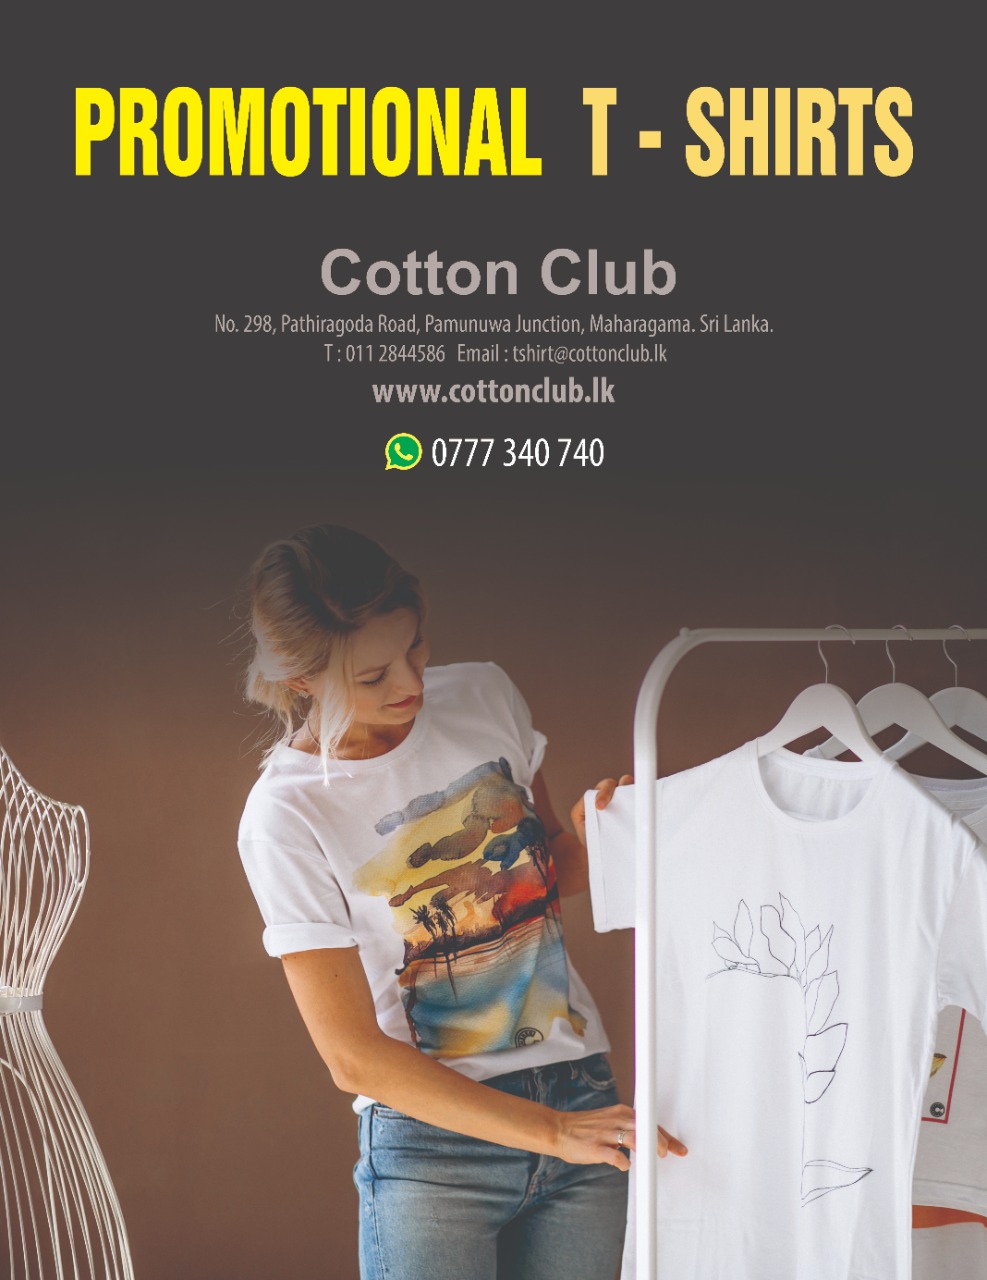 PROMOTIONAL T - SHIRTS
Cotton Club
No. 298, Pathiragoda Road, Pamunuwa Junction, Maharagama. Sri Lanka.
T : 011 2844586 Email : tshirt@cottonclub.lk
www.cottonclub.lk
0777 340 740